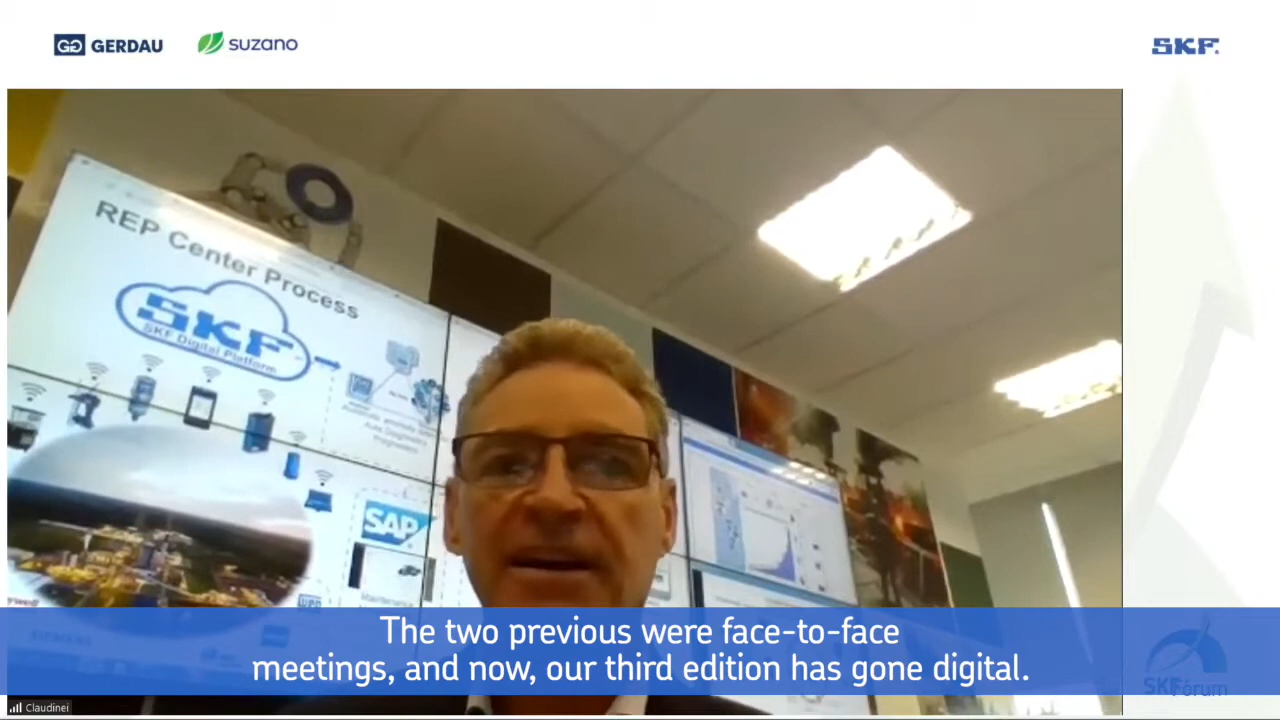 GERDAU
suzano
SKF
REP Center Process
SKF
SKF Digital Platform
SAP
The two previous were face-to-face
meetings, and now, our third edition has gone digital.
SKF Fórum
Claudinei